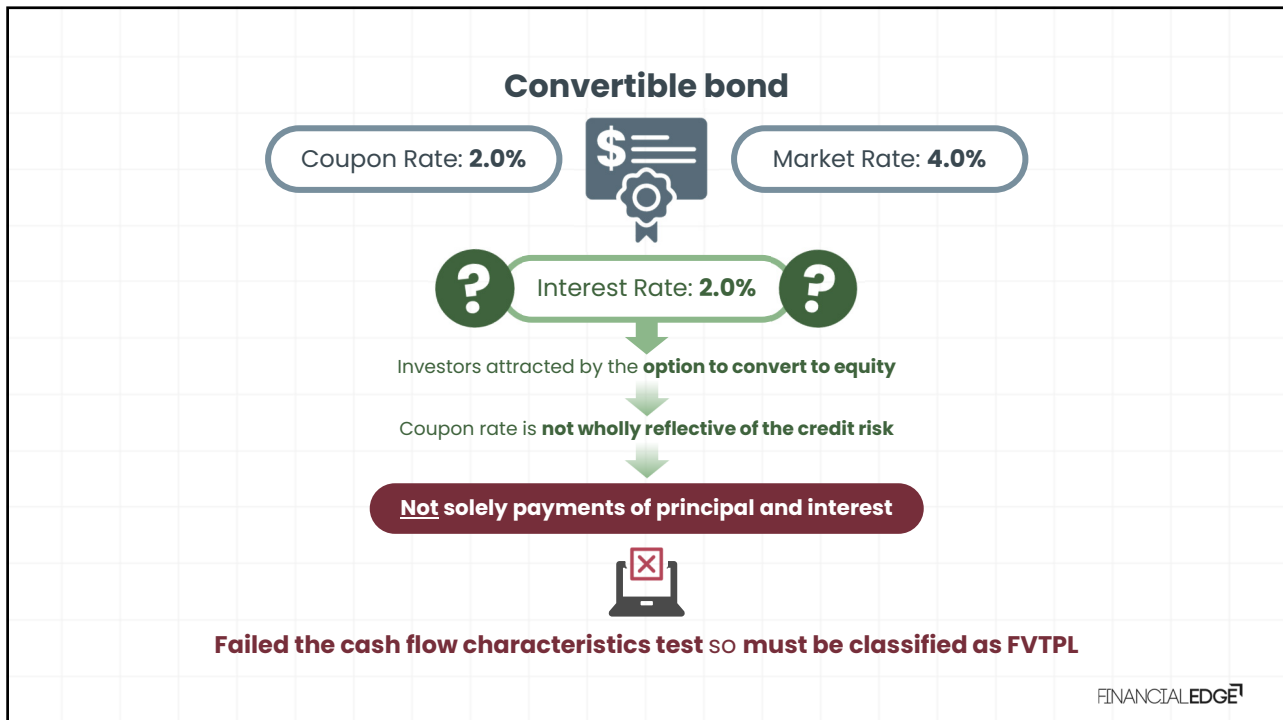 Convertible bond
Coupon Rate: 2.0%
$
Market Rate: 4.0%
? Interest Rate: 2.0% ?
Investors attracted by the option to convert to equity
Coupon rate is not wholly reflective of the credit risk
Not solely payments of principal and interest
Failed the cash flow characteristics test so must be classified as FVTPL
FINANCIALEDGE